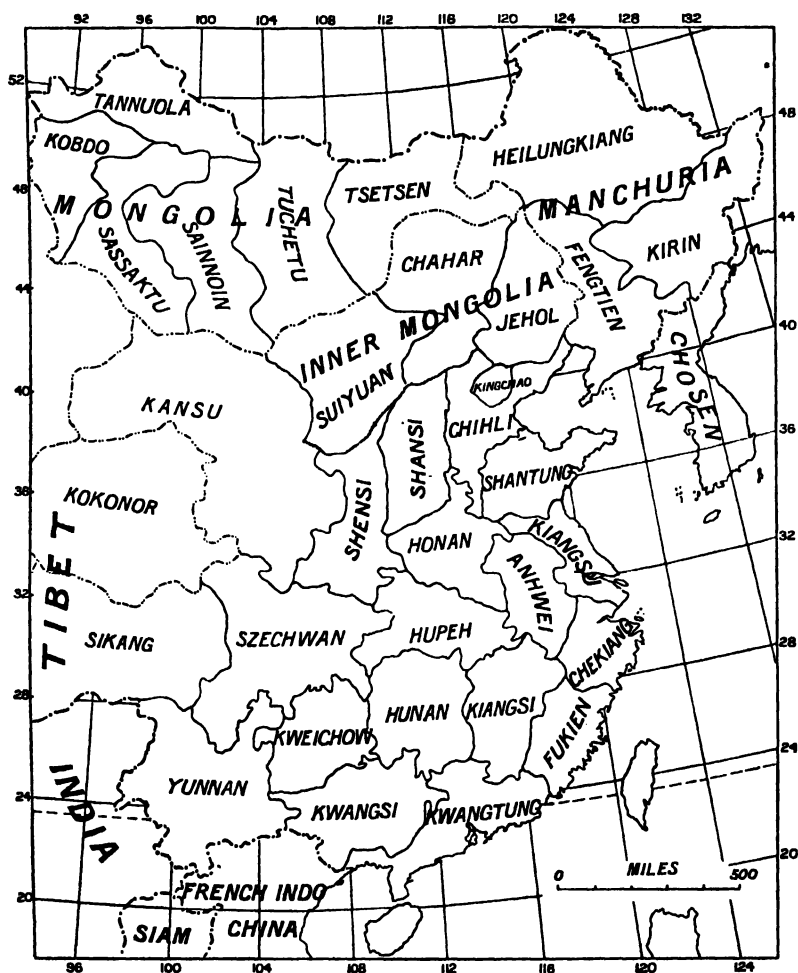 92 96 100 104 108 112 116 120 124 128 132
52
TANNUOLA
48
KOBDO
HEILUNGKIANG
MANCHURIA
TSETSEN
48
MONGOLIA
TUCHETU
SASSAKTU
SAINNOIN
44
KIRIN
CHAHAR
FENGTIEN
44
INNER MONGOLIA
JEHOL
40
CHOSEN
40
KANSU
SUIYUAN
KINGCHAO
CHIHLI
SHANSI
36
SHANTUNG
36
KOKONOR
SHENSI
HONAN
KIANGSU
32
TIBET
ANHWEI
32
SIKANG
SZECHWAN
HUPEH
CHEKIANG
28
28
HUNAN
KIANGSI
KWEICHOW
FUKIEN
24
INDIA
YUNNAN
KWANGSI
KWANGTUNG
24
20
MILES
0 500
FRENCH INDO
CHINA
20
SIAM
96 100 104 108 112 116 120 124